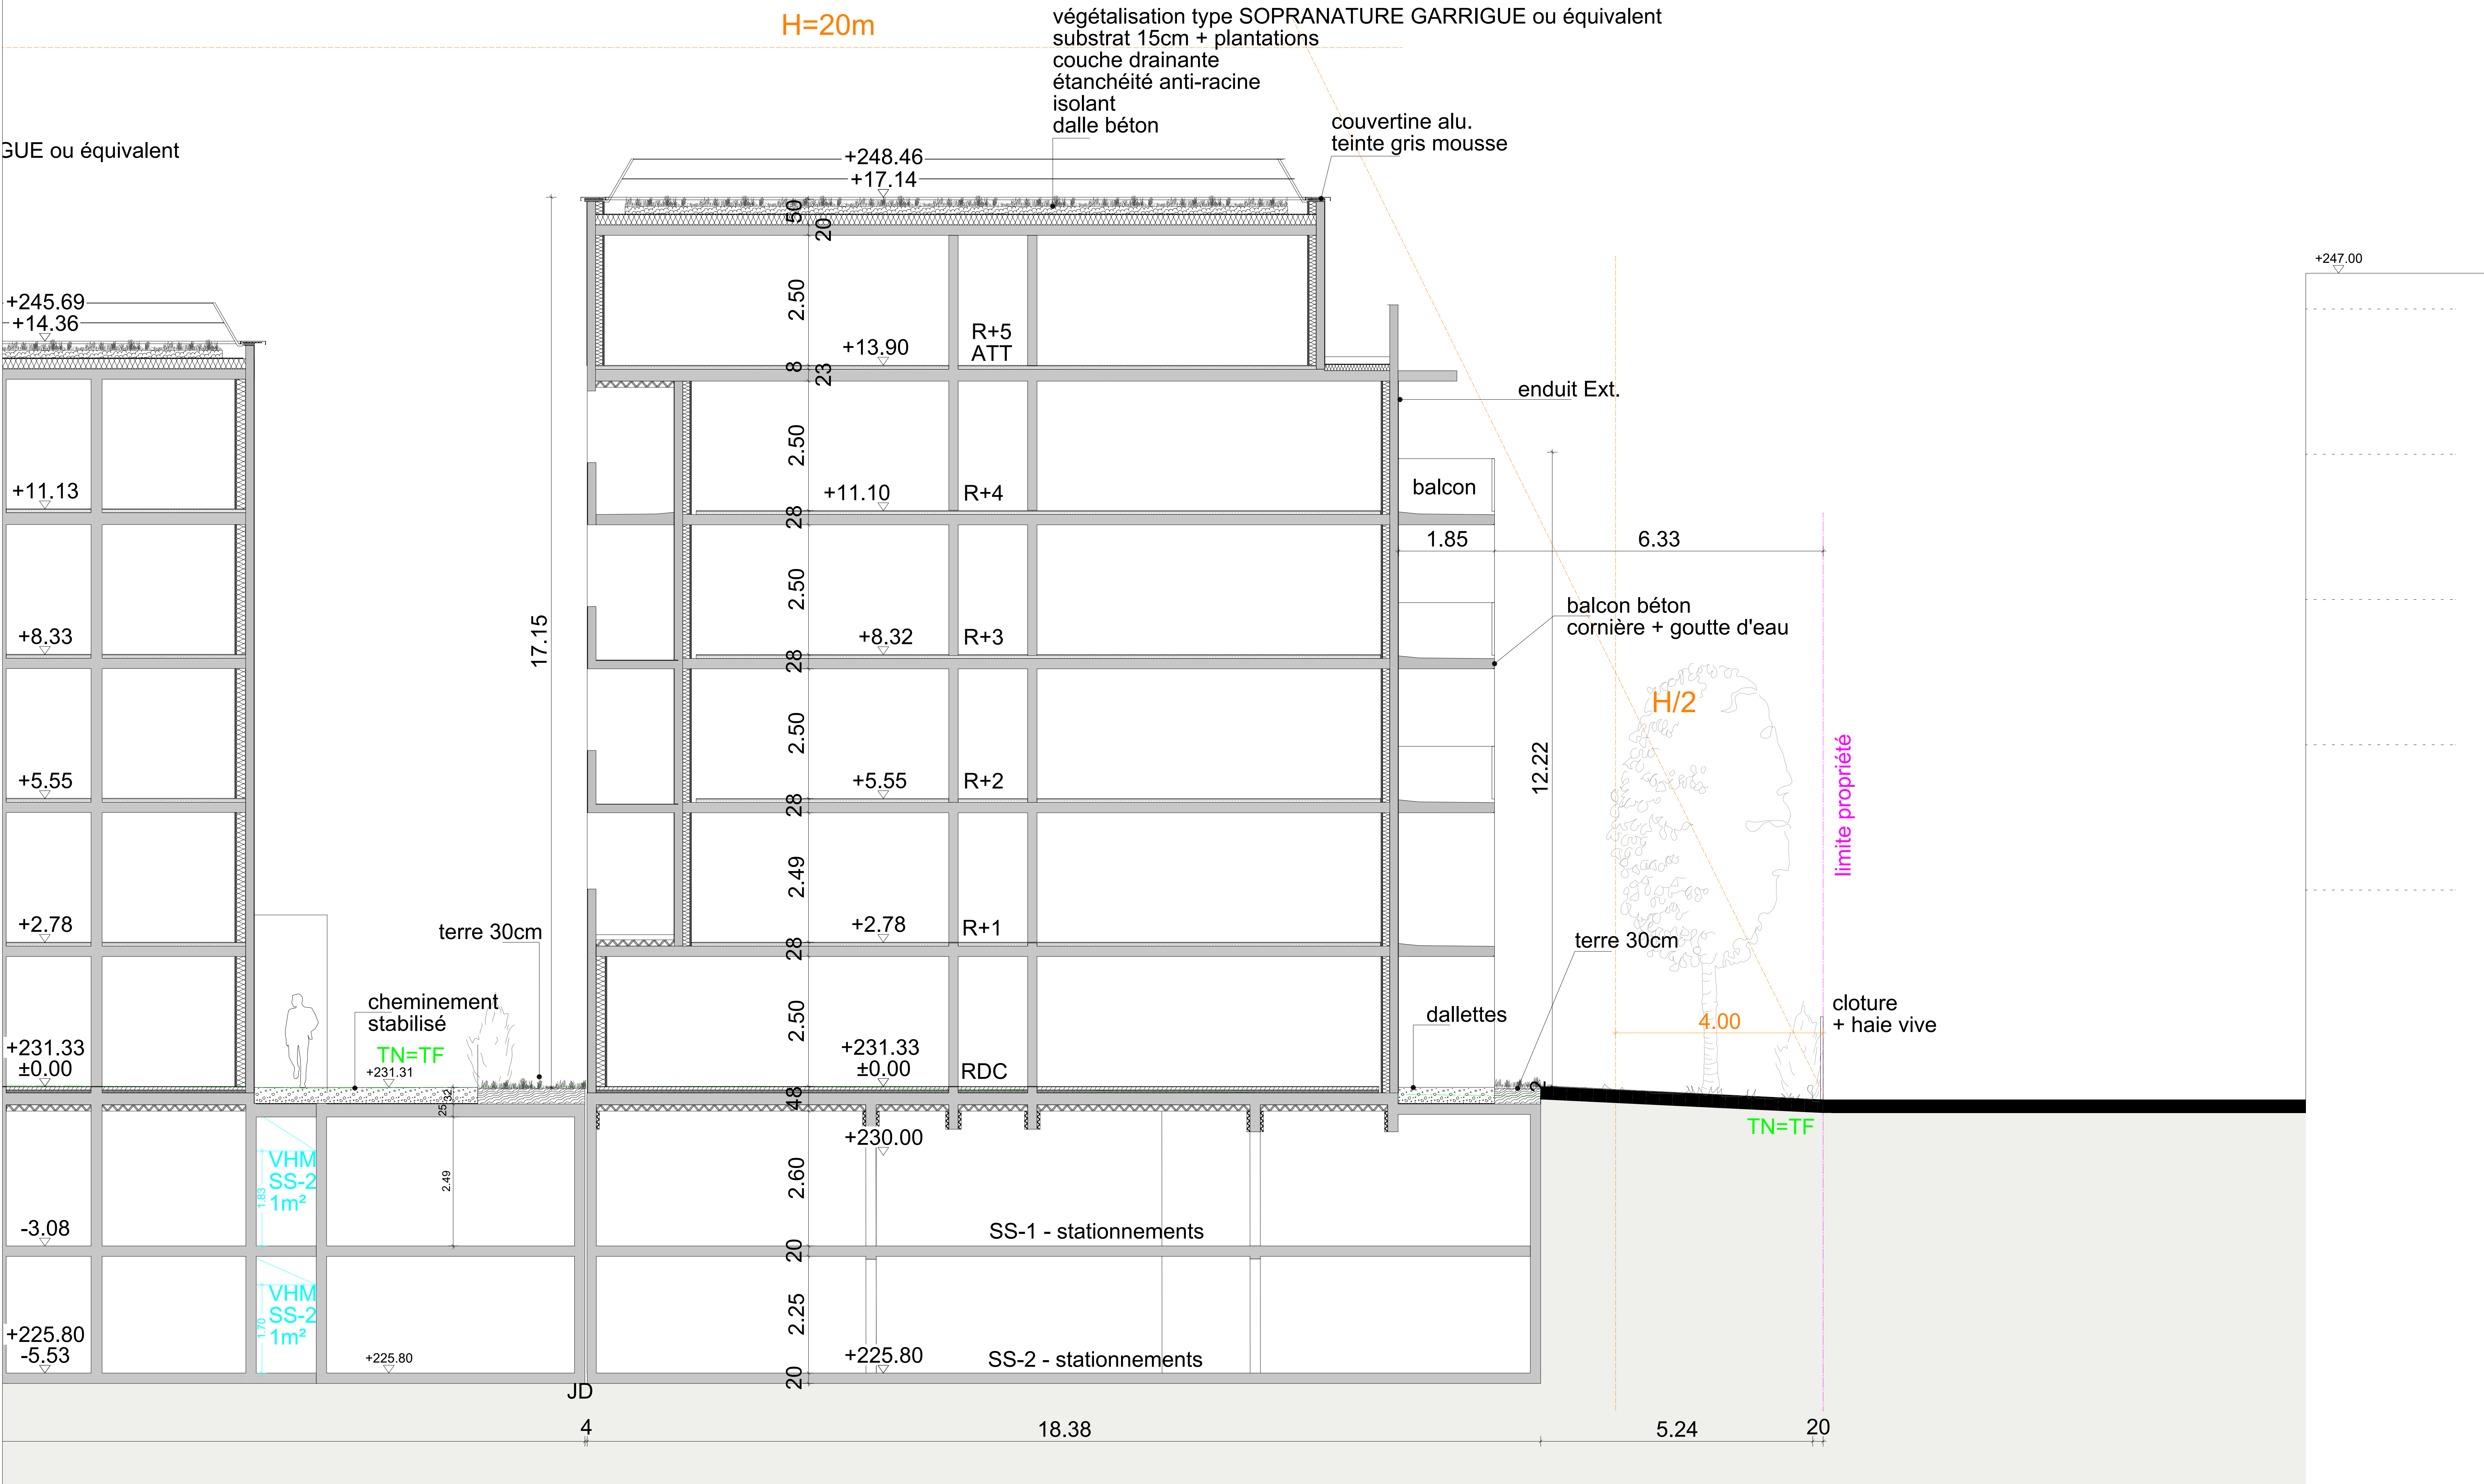 H=20m
végétalisation type SOPRANATURE GARRIGUE ou équivalent
substrat 15cm + plantations
couche drainante
étanchéité anti-racine
isolant
dalle béton
couvertine alu.
teinte gris mousse
GUE ou équivalent
+248.46
+17.14
50
20
+247.00
+245.69
+14.36
2.50
R+5
ATT
+13.90
8
23
enduit Ext.
2.50
+11.13
+11.10
R+4
balcon
28
1.85
6.33
2.50
17.15
balcon béton
cornière + goutte d'eau
+8.33
+8.32
R+3
28
H/2
2.50
12.22
limite propriété
+5.55
+5.55
R+2
28
2.49
+2.78
terre 30cm
+2.78
R+1
28
terre 30cm
cheminement
stabilisé
2.50
dallettes
4.00
cloture
+ haie vive
TN=TF
+231.31
+231.33
±0.00
+231.33
±0.00
RDC
32
25
48
TN=TF
+230.00
VHM
SS-2
1m²
1.83
2.49
2.60
-3.08
SS-1 - stationnements
20
VHM
SS-2
1m²
1.70
2.25
+225.80
-5.53
+225.80
+225.80
SS-2 - stationnements
20
JD
4
18.38
5.24
20